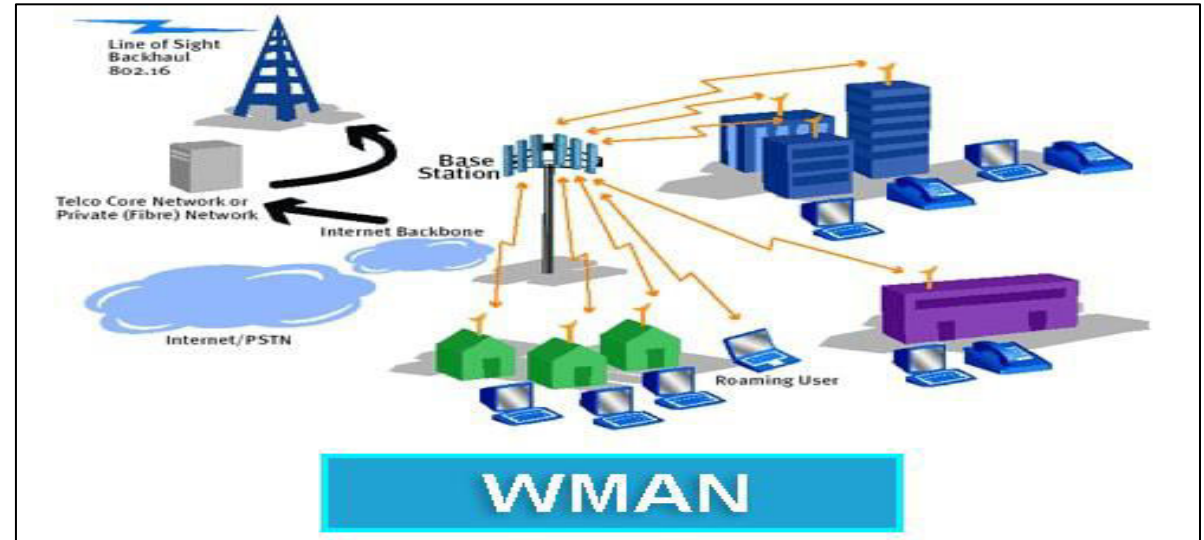 Line of Sight
Backhaul
802.16
Base
Station
Telco Core Network or
Private (Fibre) Network
Internet Backbone
Internet/PSTN
Roaming User
WMAN